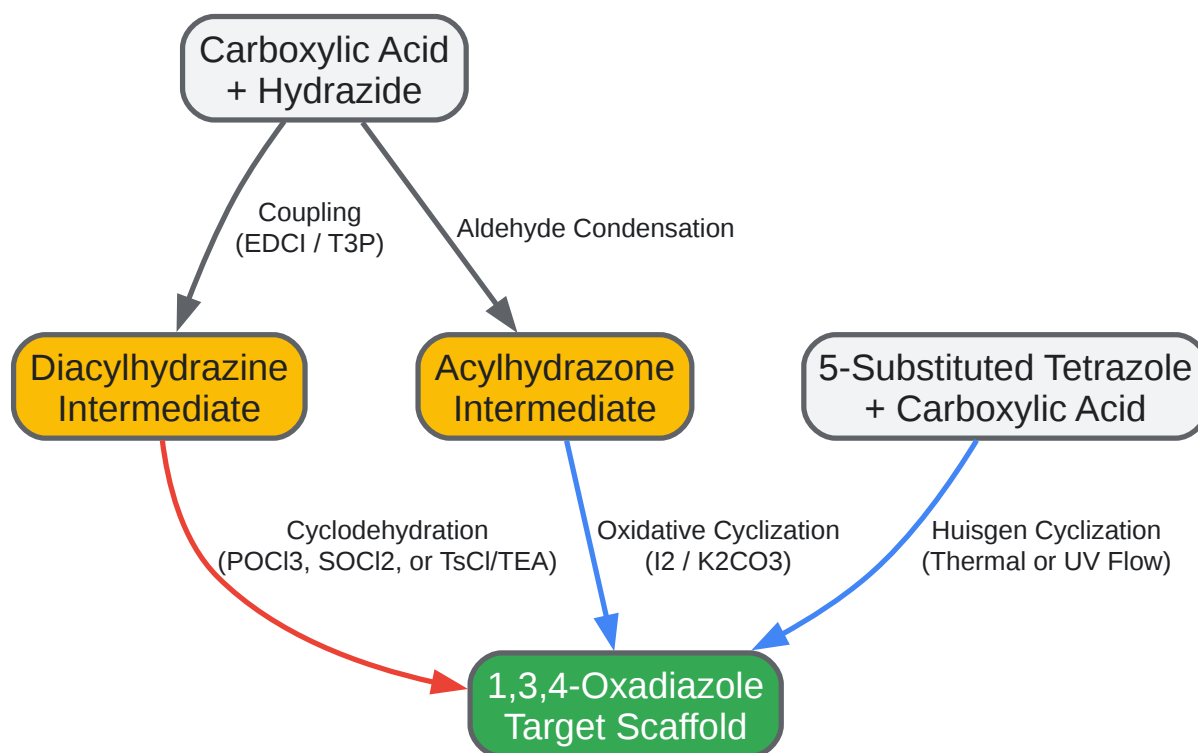 Carboxylic Acid
+ Hydrazide
Coupling
(EDCI / T3P)
Aldehyde Condensation
Diacylhydrazine
Intermediate
Acylhydrazone
Intermediate
5-Substituted Tetrazole
+ Carboxylic Acid
Cyclodehydration
(POCl3, SOCl2, or TsCl/TEA)
Oxidative Cyclization
(I2 / K2CO3)
Huisgen Cyclization
(Thermal or UV Flow)
1,3,4-Oxadiazole
Target Scaffold